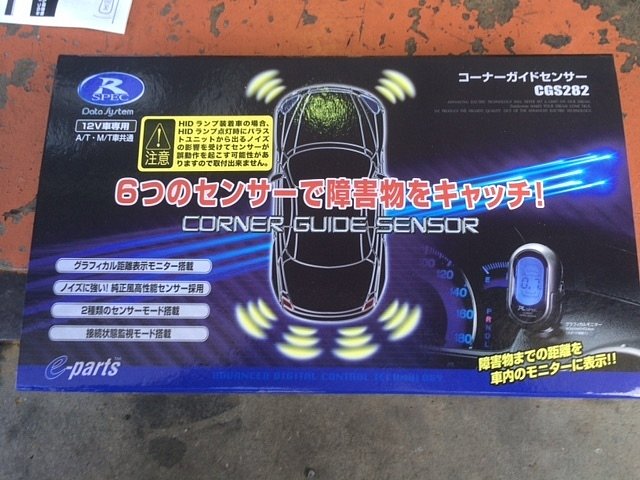 R
SPEC
Data System
12V車専用
A/T・M/T車共通
注意
HIDランプ装着車の場合、
HIDランプ点灯時にバラス
トユニットから出るノイズ
の影響を受けてセンサーが
誤動作を起こす可能性があ
りますので取付出来ません。
コーナーガイドセンサー
CGS282
6つのセンサーで障害物をキャッチ!
CORNER GUIDE SENSOR
グラフィカル距離表示モニター搭載
ノイズに強い!純正風高性能センサー採用
2種類のセンサーモード搭載
接続状態監視モード搭載
120
140
160
180
E
P
R
N
D
L
0.7
グラフィカルモニター
障害物までの距離を
車内のモニターに表示!!
e-parts
ADVANCED DIGITAL CONTROL TECHNOLOGY